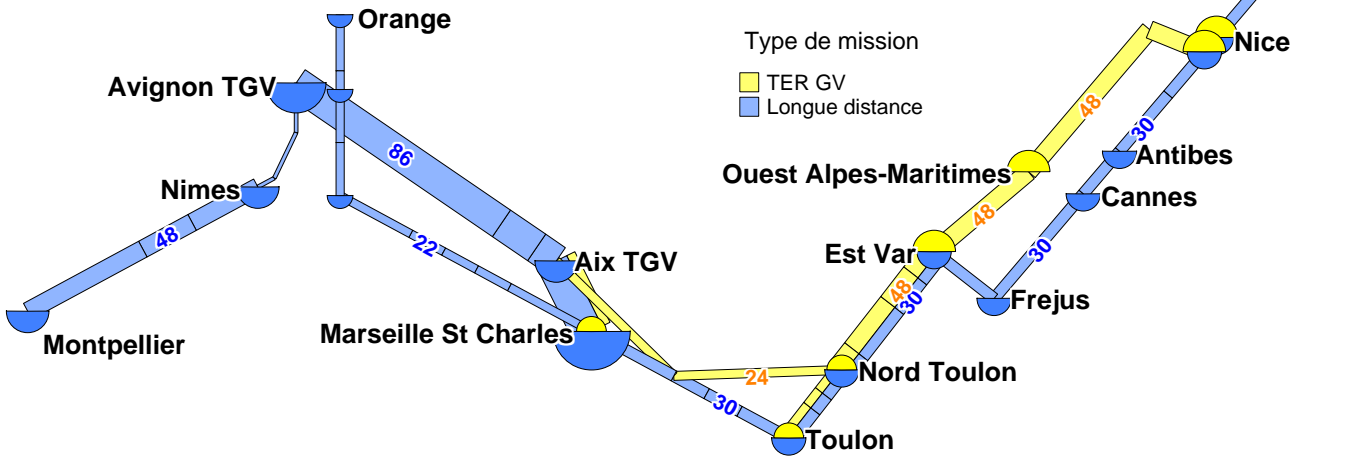 Orange
Type de mission
Nice
Avignon TGV
TER GV
Longue distance
48
30
86
Antibes
Ouest Alpes-Maritimes
Nimes
Cannes
48
48
22
30
Est Var
Aix TGV
48
30
Frejus
Marseille St Charles
Montpellier
24
Nord Toulon
30
Toulon